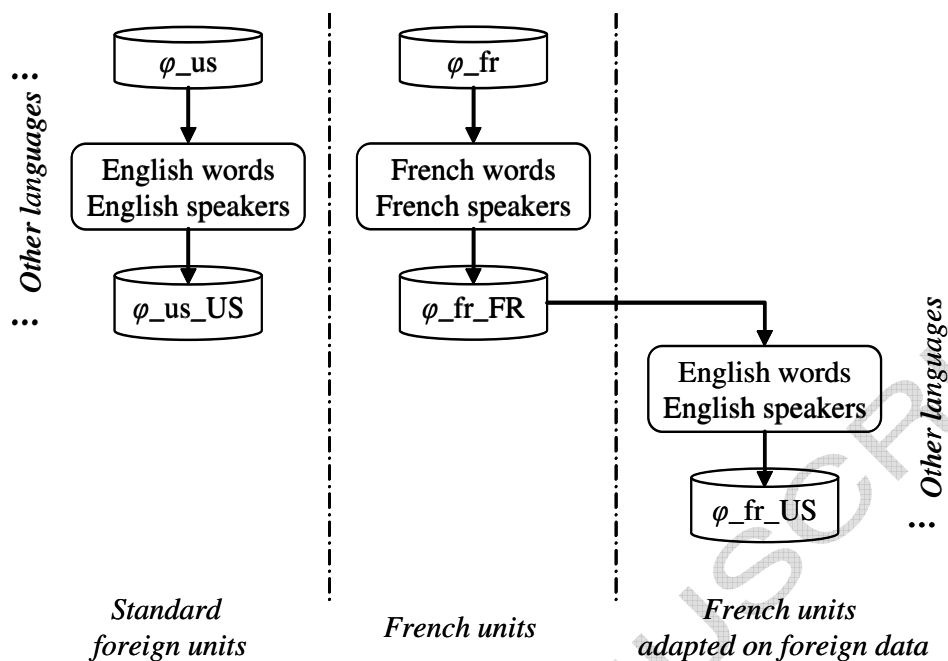 ... Other languages ...
φ_us
English words
English speakers
φ_us_US
Standard
foreign units
φ_fr
French words
French speakers
φ_fr_FR
French units
English words
English speakers
φ_fr_US
... Other languages
French units
adapted on foreign data
USCR